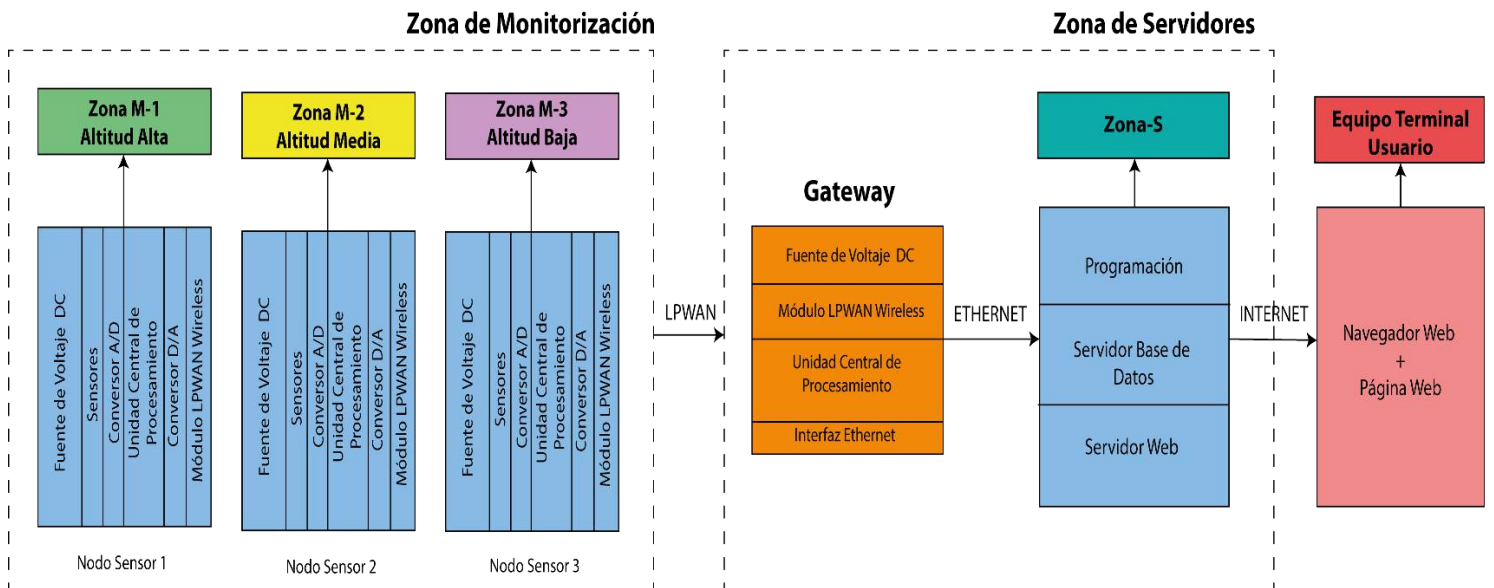 Zona de Monitorización
Zona de Servidores
Zona M-1
Altitud Alta
Zona M-2
Altitud Media
Zona M-3
Altitud Baja
Zona-S
Equipo Terminal
Usuario
Fuente de Voltaje DC
Sensores
Conversor A/D
Unidad Central de
Procesamiento
Conversor D/A
Módulo LPWAN Wireless
Nodo Sensor 1
Fuente de Voltaje DC
Sensores
Conversor A/D
Unidad Central de
Procesamiento
Conversor D/A
Módulo LPWAN Wireless
Nodo Sensor 2
Fuente de Voltaje DC
Sensores
Conversor A/D
Unidad Central de
Procesamiento
Conversor D/A
Módulo LPWAN Wireless
Nodo Sensor 3
LPWAN
Gateway
Fuente de Voltaje DC
Módulo LPWAN Wireless
Unidad Central de
Procesamiento
Interfaz Ethernet
ETHERNET
Programación
Servidor Base de
Datos
Servidor Web
INTERNET
Navegador Web
+
Página Web